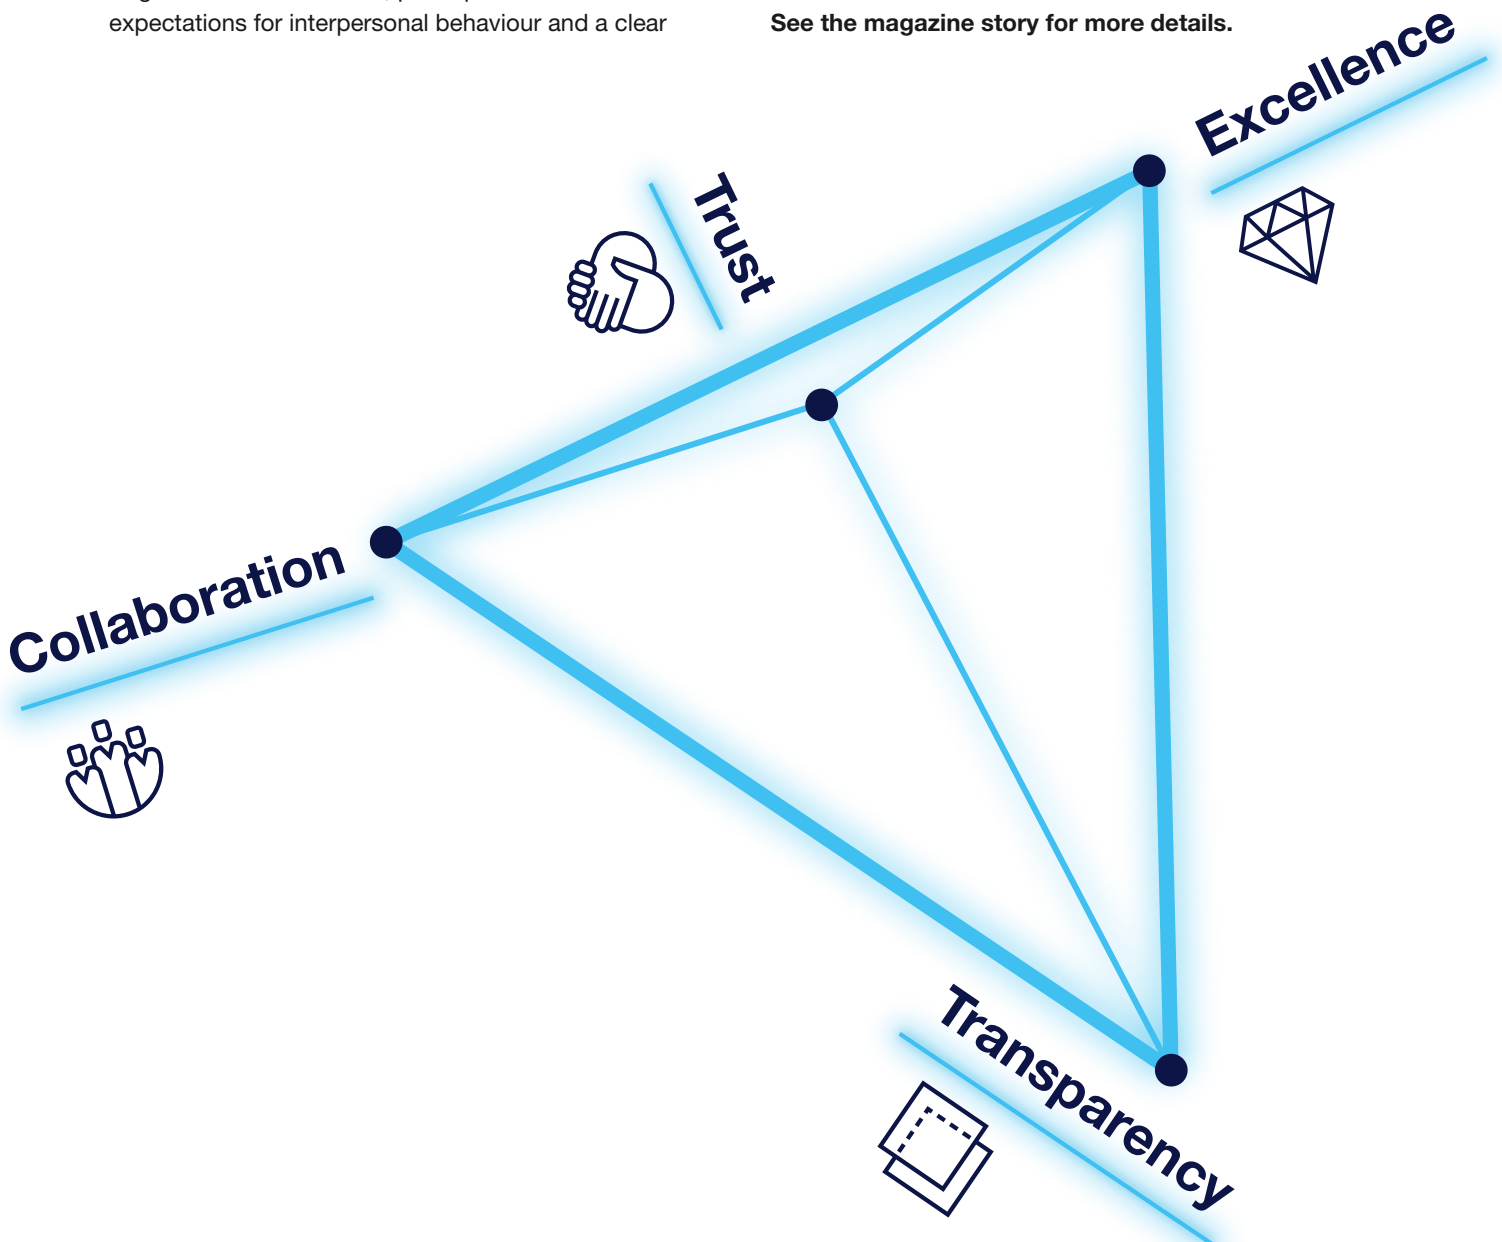 expectations for interpersonal behaviour and a clear
See the magazine story for more details.
Excellence
Trust
Collaboration
Transparency